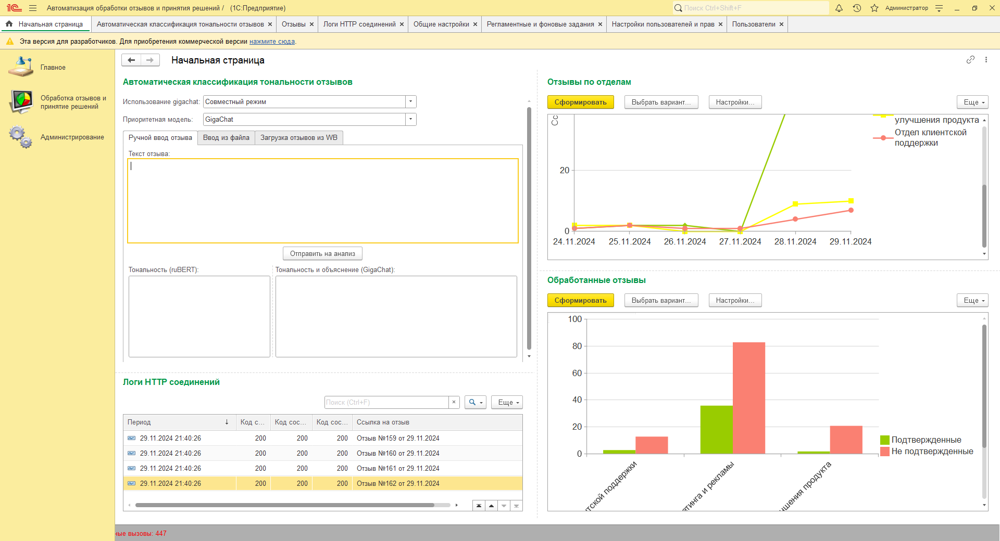 Автоматизация обработки отзывов и принятия решений / (1С:Предприятие)
Поиск Ctrl+Shift+F
Администратор
Начальная страница
Автоматическая классификация тональности отзывов
Отзывы
Логи HTTP соединений
Общие настройки
Регламентные и фоновые задания
Настройки пользователей и прав
Пользователи
Эта версия для разработчиков. Для приобретения коммерческой версии нажмите сюда.
Главное
Обработка отзывов и
принятие решений
Администрирование
Начальная страница
Автоматическая классификация тональности отзывов
Использование gigachat: Совместный режим
Приоритетная модель: GigaChat
Ручной ввод отзыва
Ввод из файла
Загрузка отзывов из WB
Текст отзыва:
Отправить на анализ
Тональность (ruBERT):
Тональность и объяснение (GigaChat):
Логи HTTP соединений
Поиск (Ctrl+F)
Еще
Период Код с... Код сос... Код сос... Ссылка на отзыв
29.11.2024 21:40:26 200 200 200 Отзыв №159 от 29.11.2024
29.11.2024 21:40:26 200 200 200 Отзыв №160 от 29.11.2024
29.11.2024 21:40:26 200 200 200 Отзыв №161 от 29.11.2024
29.11.2024 21:40:26 200 200 200 Отзыв №162 от 29.11.2024
ные вызовы: 447
Отзывы по отделам
Сформировать
Выбрать вариант...
Настройки...
Еще
Сс
улучшения продукта
Отдел клиентской
поддержки
20
0
24.11.2024 25.11.2024 26.11.2024 27.11.2024 28.11.2024 29.11.2024
Обработанные отзывы
Сформировать
Выбрать вариант...
Настройки...
Еще
100
80
60
40
20
0
Подтвержденные
Не подтвержденные
нтской поддержки
етинга и рекламы
чшения продукта